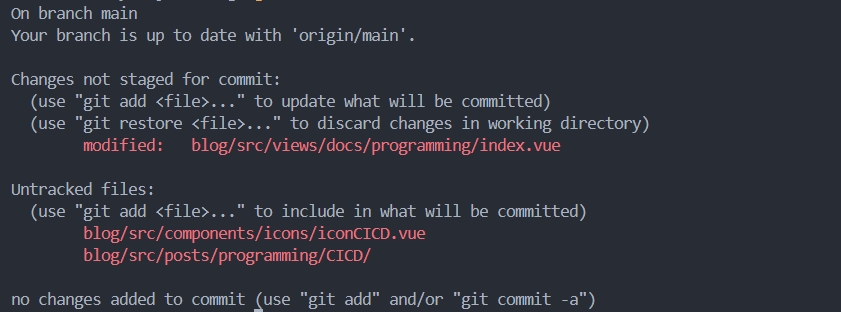 On branch main
Your branch is up to date with 'origin/main'.
Changes not staged for commit:
(use "git add <file>..." to update what will be committed)
(use "git restore <file>..." to discard changes in working directory)
modified:   blog/src/views/docs/programming/index.vue
Untracked files:
(use "git add <file>..." to include in what will be committed)
blog/src/components/icons/iconCICD.vue
blog/src/posts/programming/CICD/
no changes added to commit (use "git add" and/or "git commit -a")